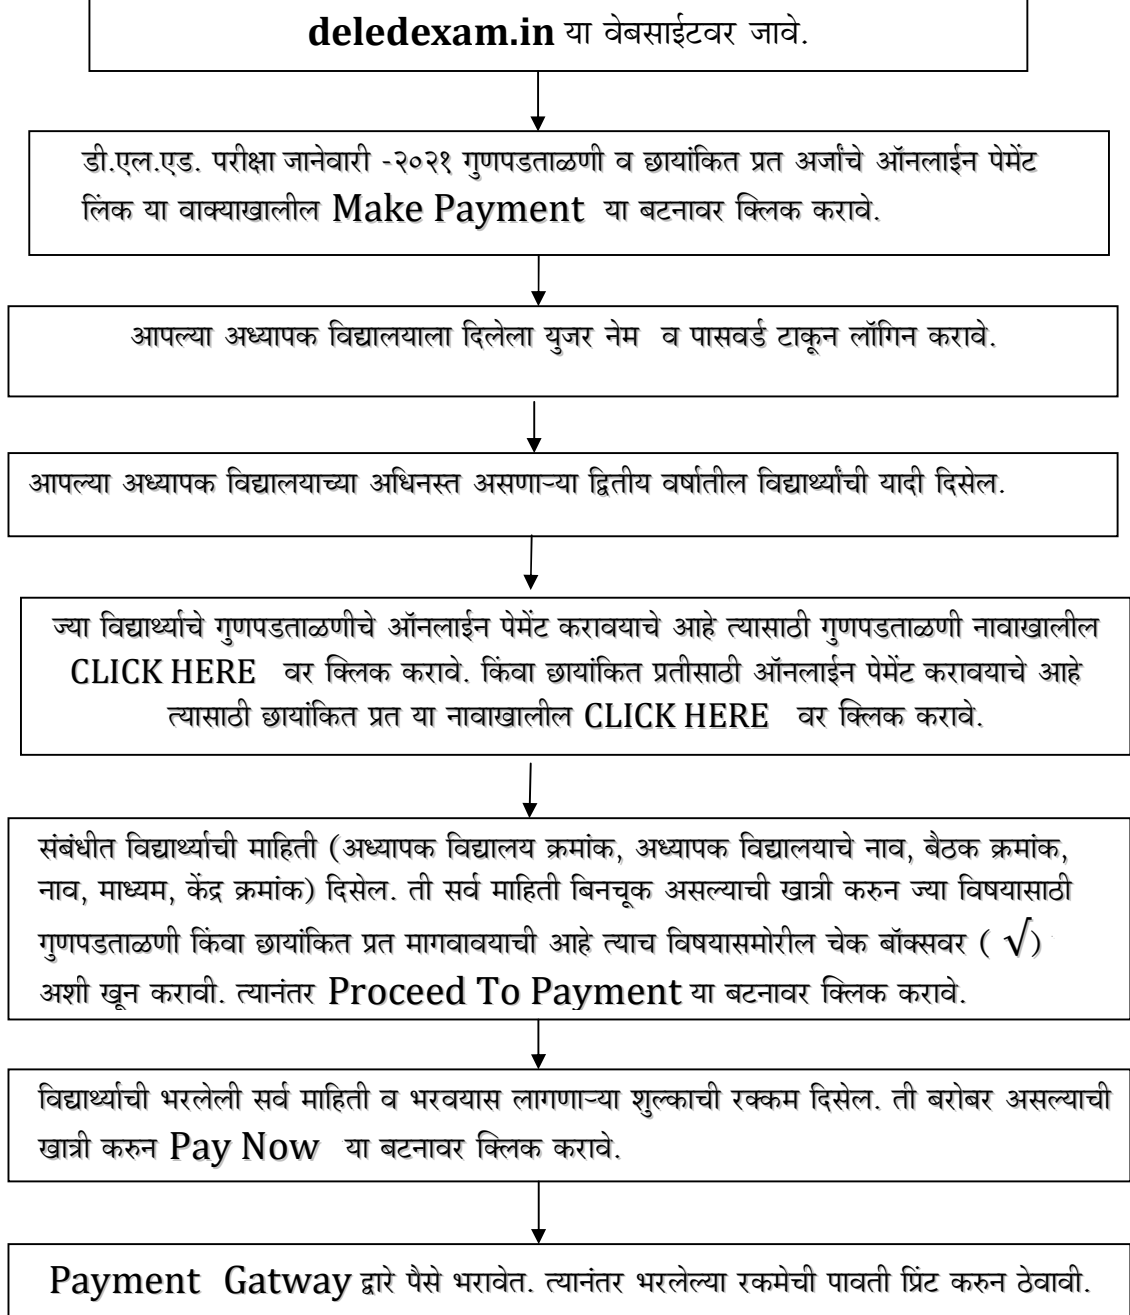 deledexam.in या वेबसाईटवर जावे.
डी.एल.एड. परीक्षा जानेवारी -२०२१ गुणपडताळणी व छायांकित प्रत अर्जांचे ऑनलाईन पेमेंट
लिंक या वाक्याखालील Make Payment या बटनावर क्लिक करावे.
आपल्या अध्यापक विद्यालयाला दिलेला युजर नेम व पासवर्ड टाकून लॉगिन करावे.
आपल्या अध्यापक विद्यालयाच्या अधिनस्त असणाऱ्या द्वितीय वर्षातील विद्यार्थ्यांची यादी दिसेल.
ज्या विद्यार्थ्याचे गुणपडताळणीचे ऑनलाईन पेमेंट करावयाचे आहे त्यासाठी गुणपडताळणी नावाखालील
CLICK HERE वर क्लिक करावे. किंवा छायांकित प्रतीसाठी ऑनलाईन पेमेंट करावयाचे आहे
त्यासाठी छायांकित प्रत या नावाखालील CLICK HERE वर क्लिक करावे.
संबंधीत विद्यार्थ्याची माहिती (अध्यापक विद्यालय क्रमांक, अध्यापक विद्यालयाचे नाव, बैठक क्रमांक,
नाव, माध्यम, केंद्र क्रमांक) दिसेल. ती सर्व माहिती बिनचूक असल्याची खात्री करुन ज्या विषयासाठी
गुणपडताळणी किंवा छायांकित प्रत मागवावयाची आहे त्याच विषयासमोरील चेक बॉक्सवर ( √)
अशी खून करावी. त्यानंतर Proceed To Payment या बटनावर क्लिक करावे.
विद्यार्थ्याची भरलेली सर्व माहिती व भरवयास लागणाऱ्या शुल्काची रक्कम दिसेल. ती बरोबर असल्याची
खात्री करुन Pay Now या बटनावर क्लिक करावे.
Payment Gatway द्वारे पैसे भरावेत. त्यानंतर भरलेल्या रकमेची पावती प्रिंट करुन ठेवावी.